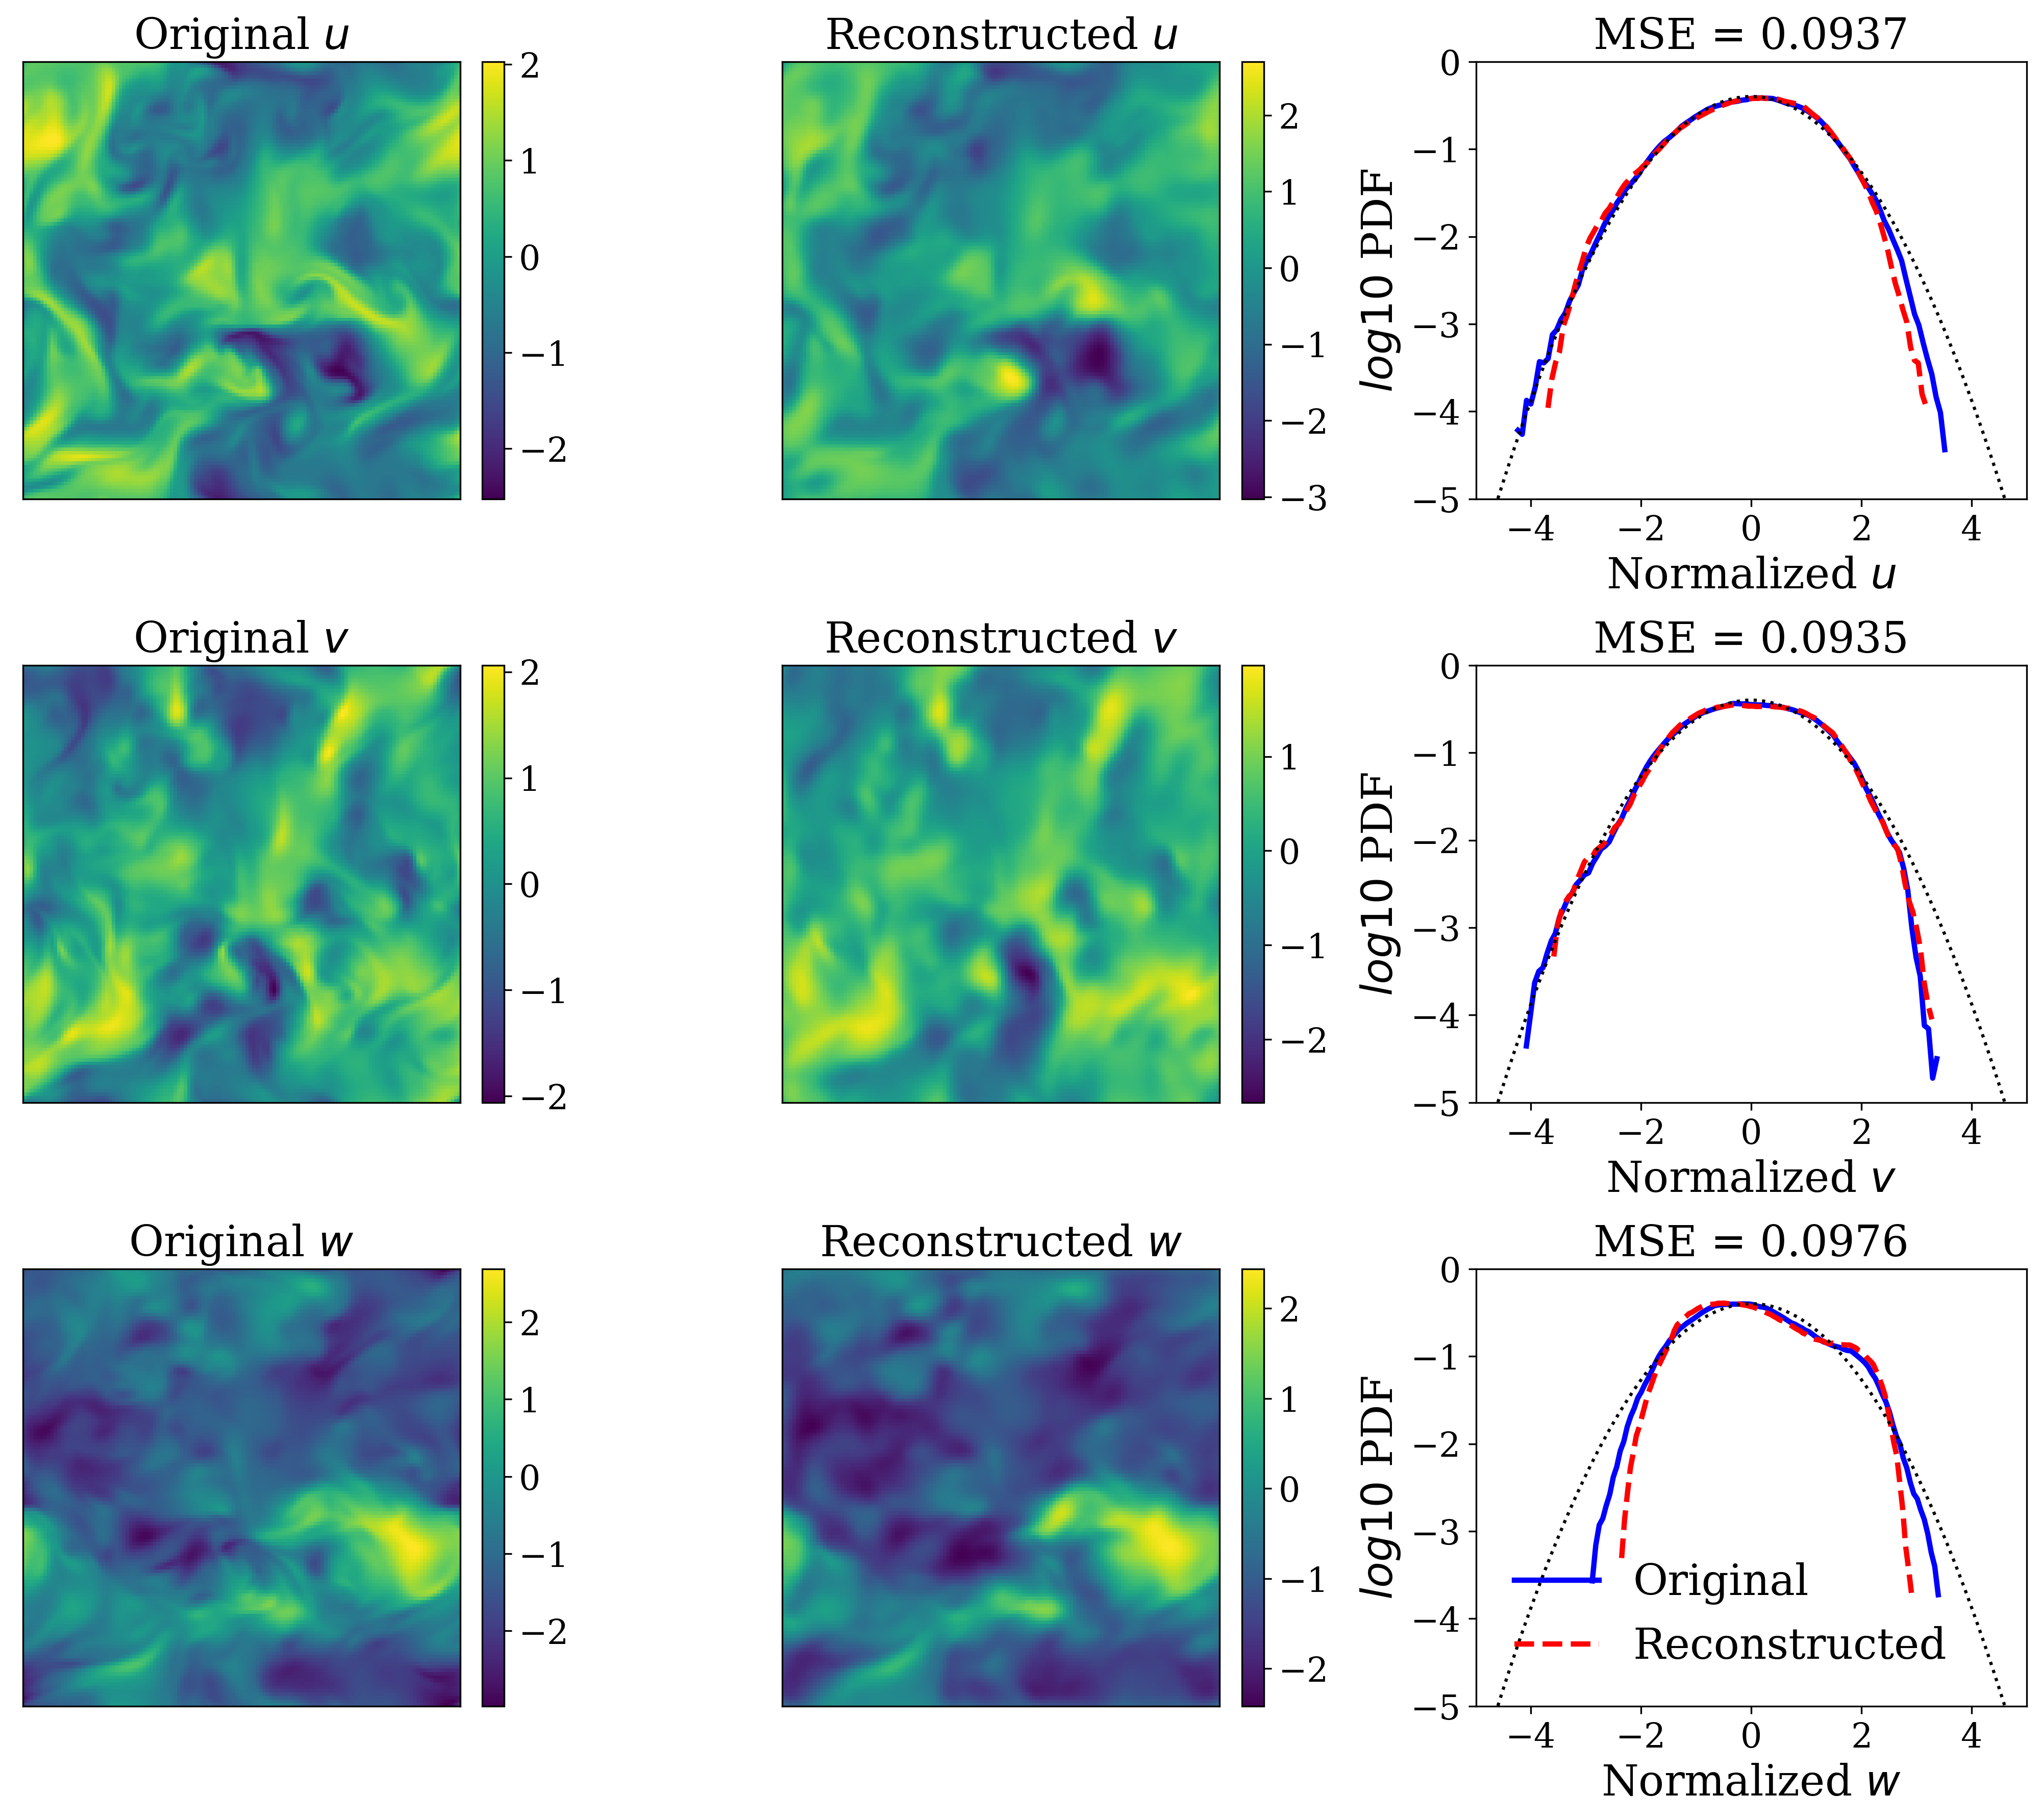 Original u
2
1
0
−1
−2
Reconstructed u
2
1
0
−1
−2
−3
MSE = 0.0937
log10 PDF
0
−1
−2
−3
−4
−5
−4 −2 0 2 4
Normalized u
Original v
2
1
0
−1
−2
Reconstructed v
1
0
−1
−2
MSE = 0.0935
log10 PDF
0
−1
−2
−3
−4
−5
−4 −2 0 2 4
Normalized v
Original w
2
1
0
−1
−2
Reconstructed w
2
1
0
−1
−2
MSE = 0.0976
log10 PDF
0
−1
−2
−3
−4
−5
Original
Reconstructed
−4 −2 0 2 4
Normalized w